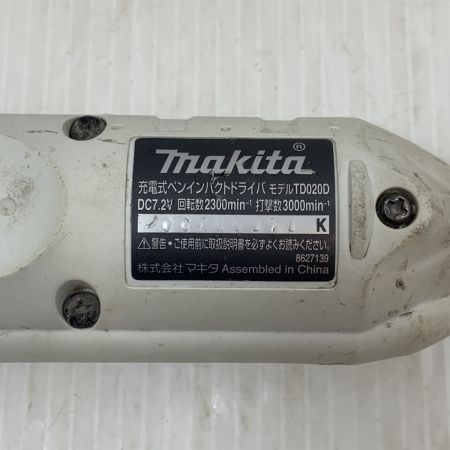 makita®
充電式ペンインパクトドライバ モデルTD020D
DC7.2V 回転数2300min⁻¹ 打撃数3000min⁻¹
K
⚠警告・ご使用前に取扱説明書を必ずよくお読みください。
8627139
株式会社マキタ Assembled in China